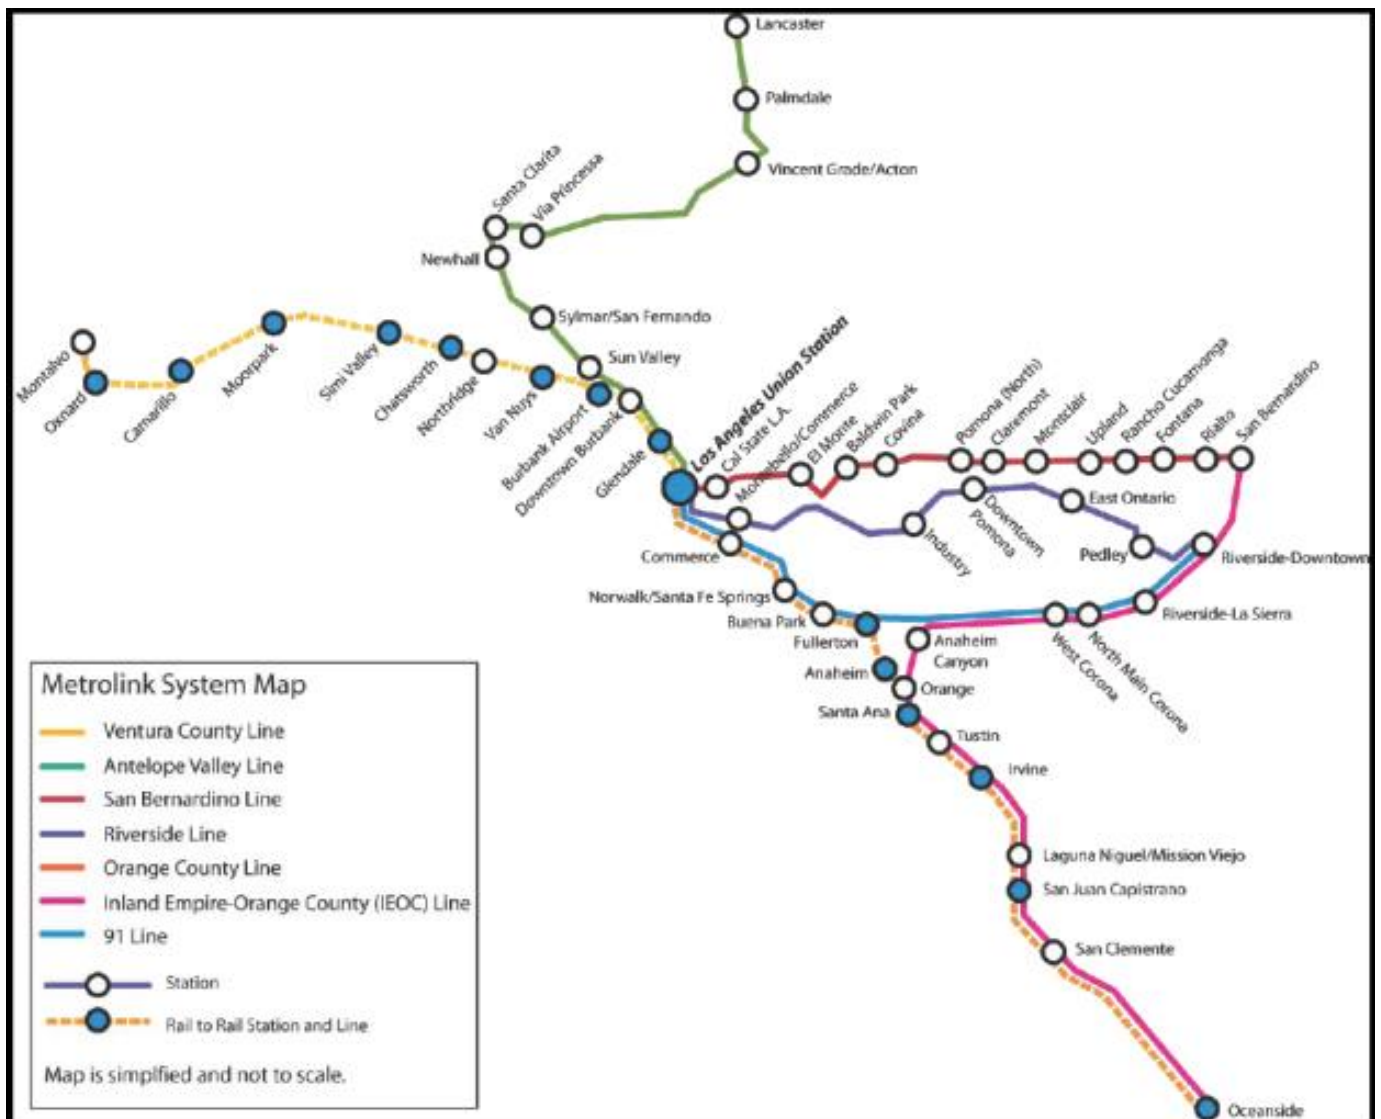 Lancaster
Palmdale
Vincent Grade/Acton
Santa Clarita
Via Princessa
Newhall
Sylmar/San Fernando
Sun Valley
Montalvo
Oxnard
Camarillo
Moorpark
Simi Valley
Chatsworth
Northridge
Van Nuys
Burbank Airport
Downtown Burbank
Glendale
Los Angeles Union Station
Cal State L.A.
Montebello/Commerce
El Monte
Baldwin Park
Covina
Pomona (North)
Claremont
Montclair
Upland
Rancho Cucamonga
Fontana
Rialto
San Bernardino
Industry
Downtown
Pomona
East Ontario
Pedley
Riverside-Downtown
Commerce
Norwalk/Santa Fe Springs
Buena Park
Fullerton
Anaheim
Anaheim
Canyon
West Corona
North Main Corona
Riverside-La Sierra
Orange
Santa Ana
Tustin
Irvine
Laguna Niguel/Mission Viejo
San Juan Capistrano
San Clemente
Oceanside
Metrolink System Map
Ventura County Line
Antelope Valley Line
San Bernardino Line
Riverside Line
Orange County Line
Inland Empire-Orange County (IEOC) Line
91 Line
Station
Rail to Rail Station and Line
Map is simplfied and not to scale.